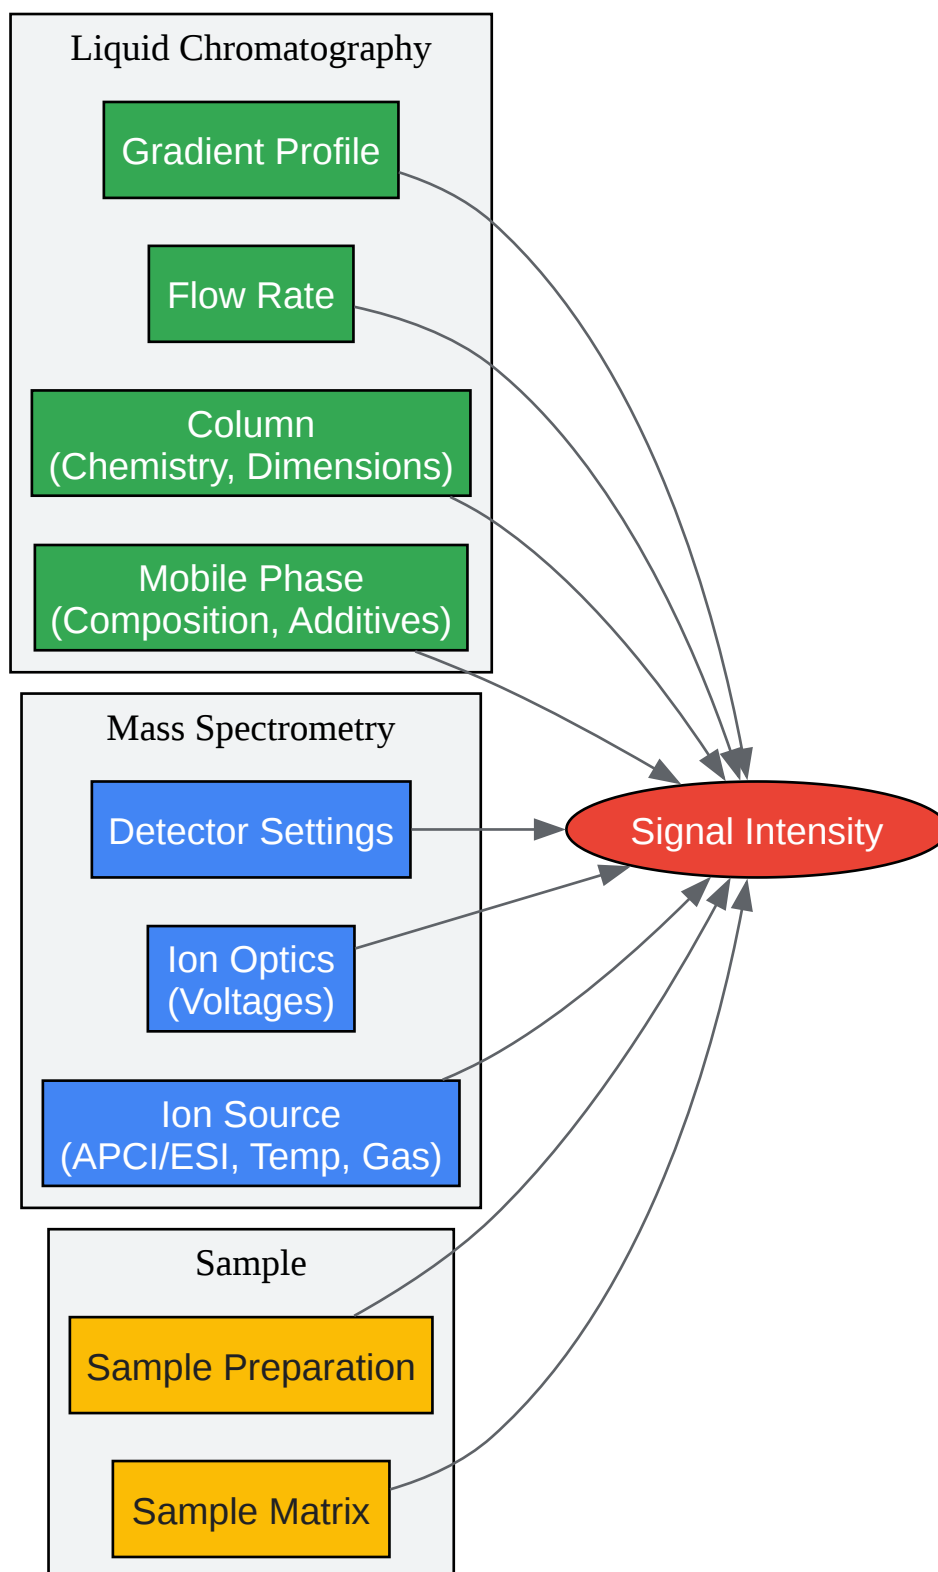 Liquid Chromatography
Gradient Profile
Flow Rate
Column
(Chemistry, Dimensions)
Mobile Phase
(Composition, Additives)
Mass Spectrometry
Detector Settings
Ion Optics
(Voltages)
Ion Source
(APCI/ESI, Temp, Gas)
Sample
Sample Preparation
Sample Matrix
Signal Intensity